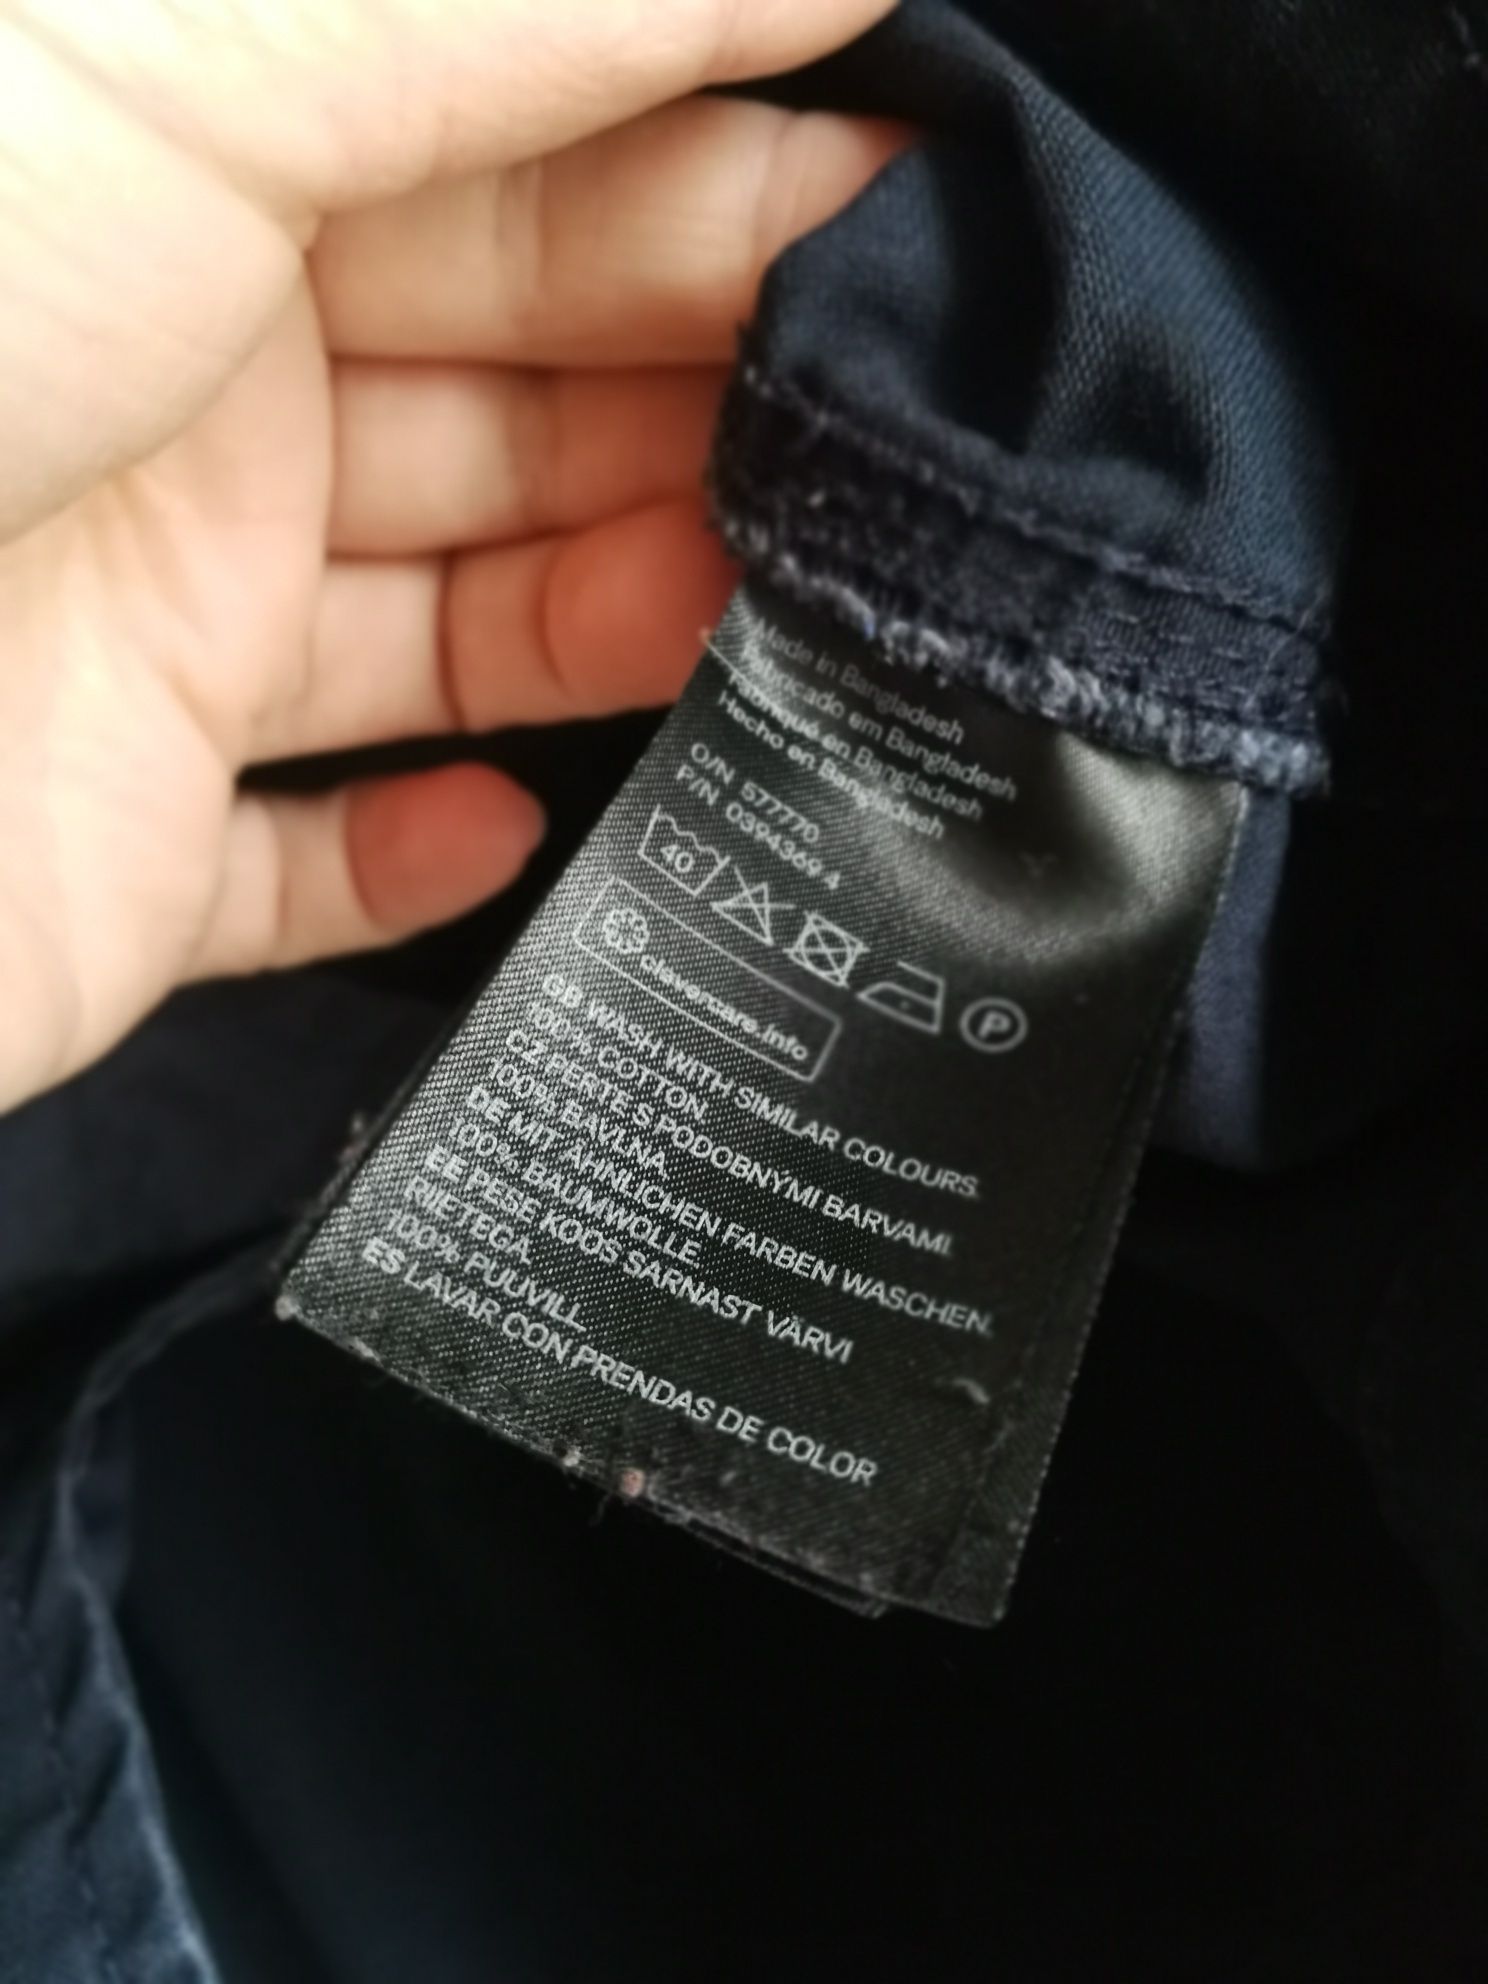 Made in Bangladesh
Fabricado em Bangladesh
Fabriqué en Bangladesh
Hecho en Bangladesh
O/N 577770
P/N 0394369 4
40
P
clevercare.info
GB WASH WITH SIMILAR COLOURS.
100% COTTON.
CZ PERTE S PODOBNÝMI BARVAMI.
100% BAVLNA.
DE MIT ÄHNLICHEN FARBEN WASCHEN.
100% BAUMWOLLE.
EE PESE KOOS SARNAST VÄRVI
RIIETEGA.
100% PUUVILL.
ES LAVAR CON PRENDAS DE COLOR